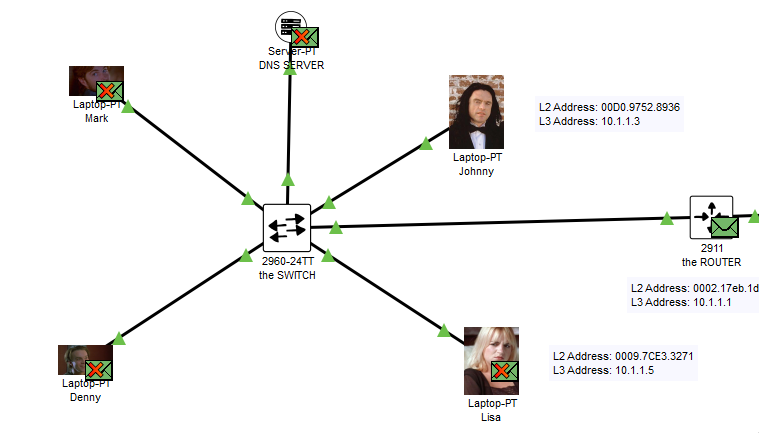 Server-PT
DNS SERVER
Laptop-PT
Mark
Laptop-PT
Johnny
L2 Address: 00D0.9752.8936
L3 Address: 10.1.1.3
2960-24TT
the SWITCH
2911
the ROUTER
L2 Address: 0002.17eb.1d
L3 Address: 10.1.1.1
Laptop-PT
Denny
Laptop-PT
Lisa
L2 Address: 0009.7CE3.3271
L3 Address: 10.1.1.5